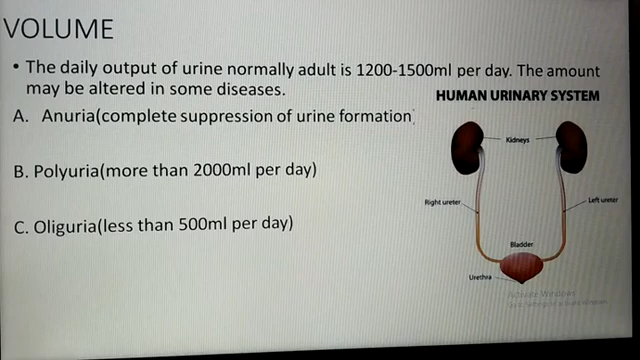 VOLUME
• The daily output of urine normally adult is 1200-1500ml per day. The amount
may be altered in some diseases.
HUMAN URINARY SYSTEM
A. Anuria(complete suppression of urine formation)
Kidneys
B. Polyuria(more than 2000ml per day)
Right ureter
Left ureter
C. Oliguria(less than 500ml per day)
Bladder
Urethra
Activate Windows